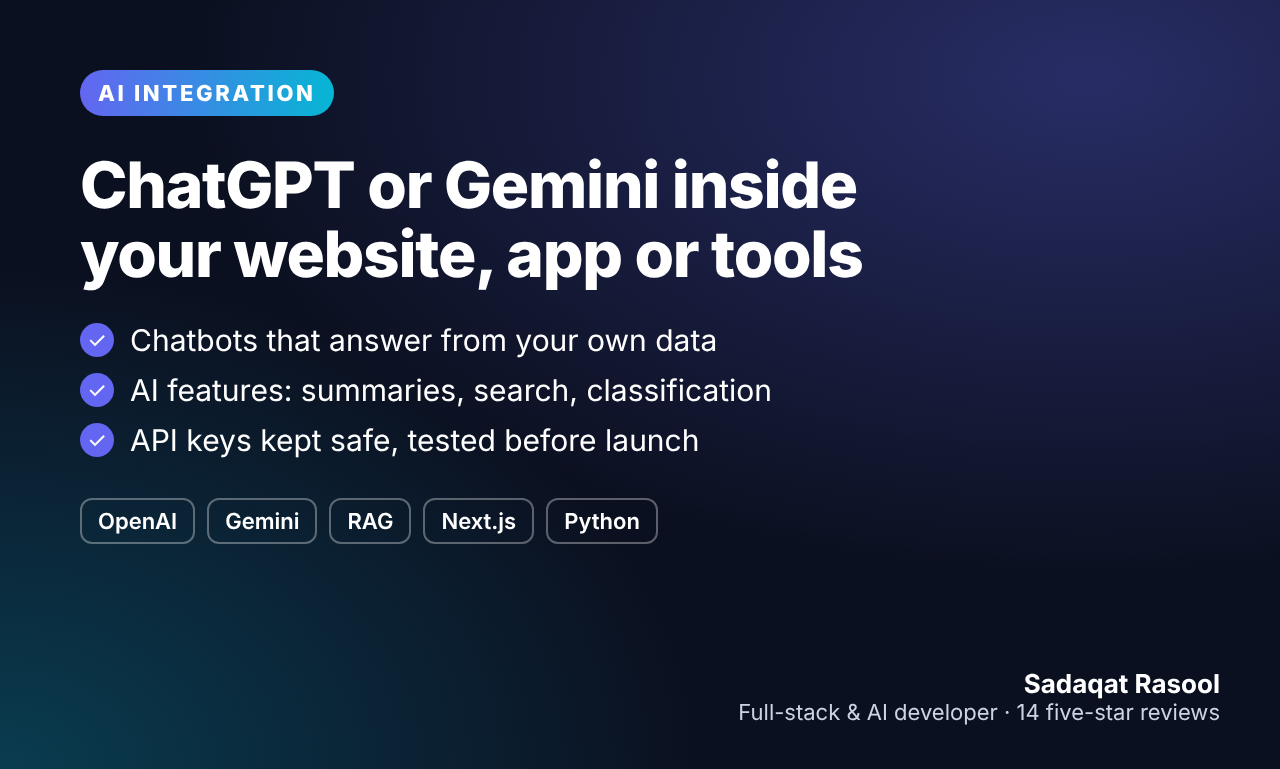 AI INTEGRATION
ChatGPT or Gemini inside
your website, app or tools
Chatbots that answer from your own data
AI features: summaries, search, classification
API keys kept safe, tested before launch
OpenAI Gemini RAG Next.js Python
Sadaqat Rasool
Full-stack & AI developer · 14 five-star reviews